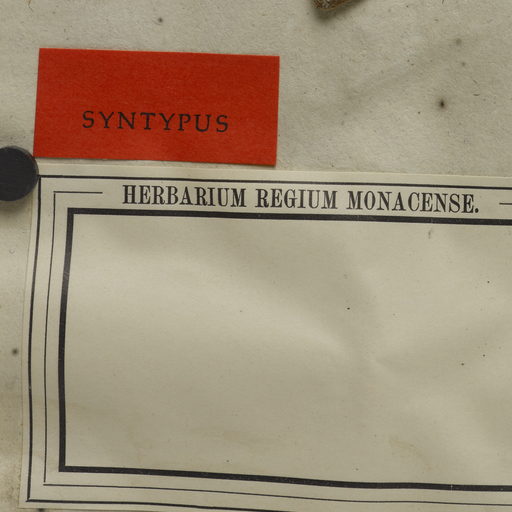 SYNTYPUS
HERBARIUM REGIUM MONACENSE.